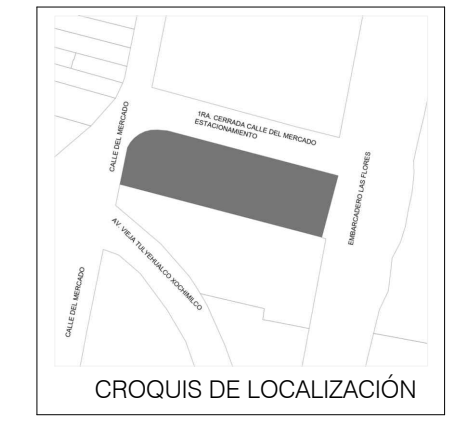 1RA. CERRADA CALLE DEL MERCADO
ESTACIONAMIENTO
CALLE DEL MERCADO
EMBARCADERO LAS FLORES
AV. VIEJA TULYEHUALCO XOCHIMILCO
CALLE DEL MERCADO
CROQUIS DE LOCALIZACIÓN